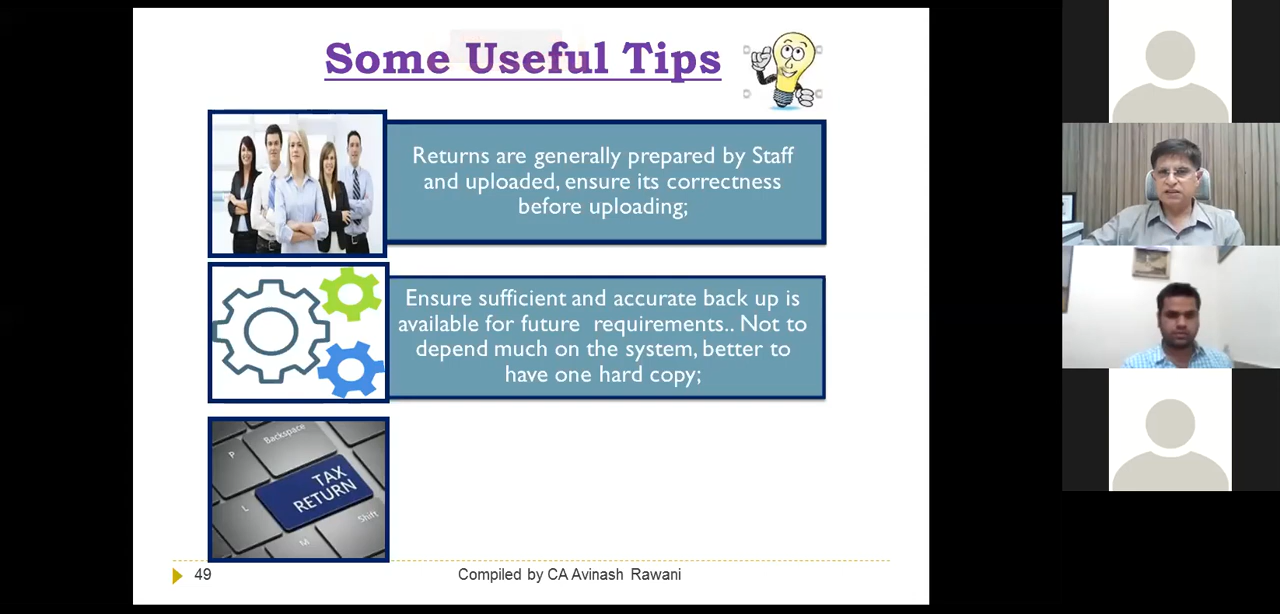 Some Useful Tips
Returns are generally prepared by Staff
and uploaded, ensure its correctness
before uploading;
Ensure sufficient and accurate back up is
available for future requirements.. Not to
depend much on the system, better to
have one hard copy;
Backspace
P
TAX
RETURN
L
Shift
M
49
Compiled by CA Avinash Rawani